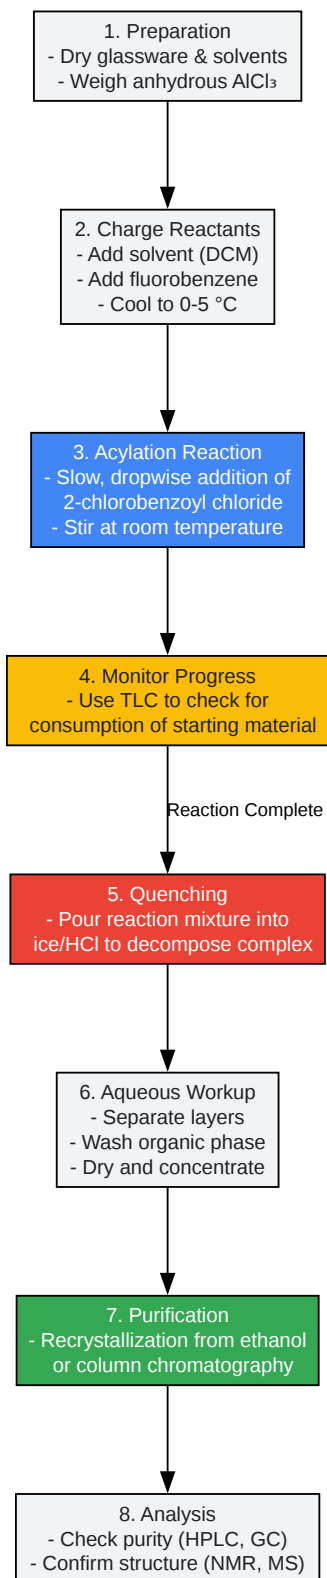 1. Preparation
- Dry glassware & solvents
- Weigh anhydrous AlCl₃
2. Charge Reactants
- Add solvent (DCM)
- Add fluorobenzene
- Cool to 0-5 °C
3. Acylation Reaction
- Slow, dropwise addition of
2-chlorobenzoyl chloride
- Stir at room temperature
4. Monitor Progress
- Use TLC to check for
consumption of starting material
Reaction Complete
5. Quenching
- Pour reaction mixture into
ice/HCl to decompose complex
6. Aqueous Workup
- Separate layers
- Wash organic phase
- Dry and concentrate
7. Purification
- Recrystallization from ethanol
or column chromatography
8. Analysis
- Check purity (HPLC, GC)
- Confirm structure (NMR, MS)